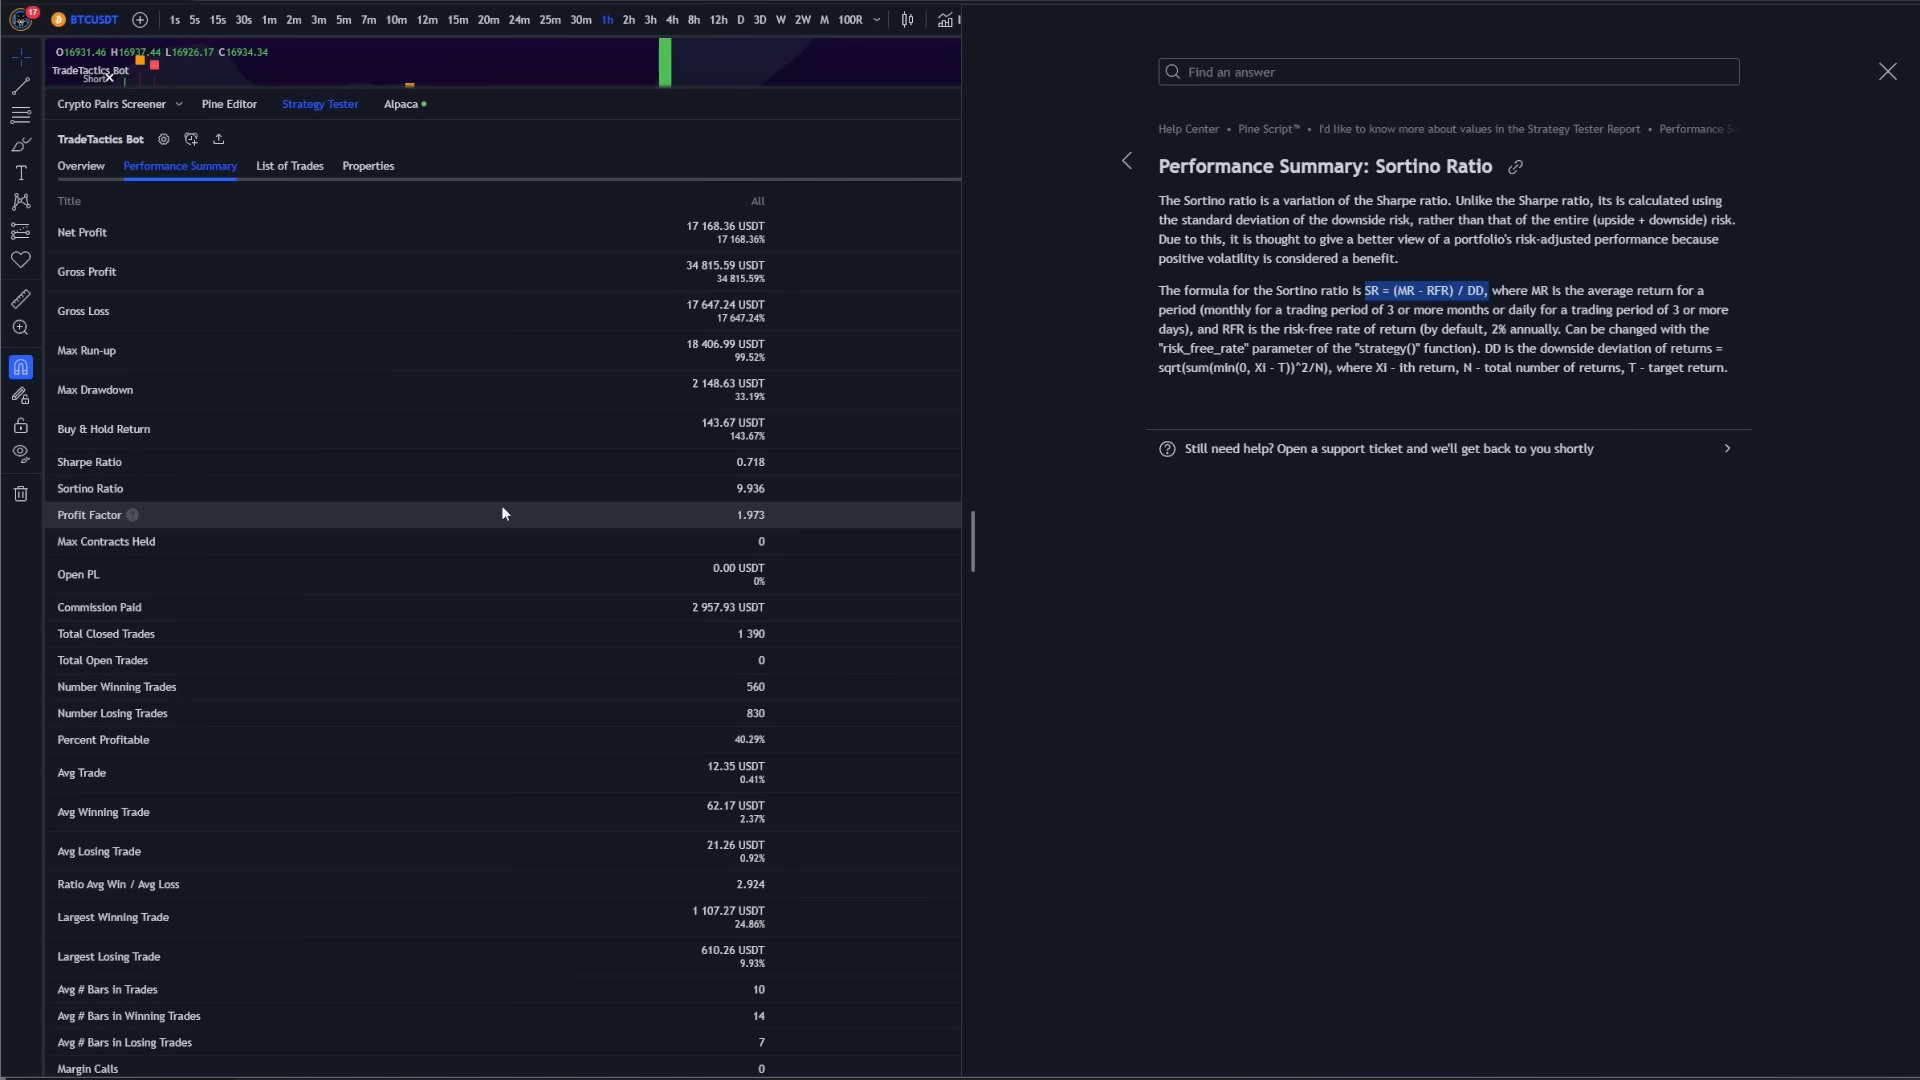 17
BTCUSDT
1s 5s 15s 30s 1m 2m 3m 5m 7m 10m 12m 15m 20m 24m 25m 30m 1h 2h 3h 4h 8h 12h D 3D W 2W M 100R
O16931.46 H16937.44 L16926.17 C16934.34
TradeTactics Bot
Short
Crypto Pairs Screener Pine Editor Strategy Tester Alpaca
TradeTactics Bot
Overview Performance Summary List of Trades Properties
Title All
Net Profit 17 168.36 USDT
17 168.36%
Gross Profit 34 815.59 USDT
34 815.59%
Gross Loss 17 647.24 USDT
17 647.24%
Max Run-up 18 406.99 USDT
99.52%
Max Drawdown 2 148.63 USDT
33.19%
Buy & Hold Return 143.67 USDT
143.67%
Sharpe Ratio 0.718
Sortino Ratio 9.936
Profit Factor ? 1.973
Max Contracts Held 0
Open PL 0.00 USDT
0%
Commission Paid 2 957.93 USDT
Total Closed Trades 1 390
Total Open Trades 0
Number Winning Trades 560
Number Losing Trades 830
Percent Profitable 40.29%
Avg Trade 12.35 USDT
0.41%
Avg Winning Trade 62.17 USDT
2.37%
Avg Losing Trade 21.26 USDT
0.92%
Ratio Avg Win / Avg Loss 2.924
Largest Winning Trade 1 107.27 USDT
24.86%
Largest Losing Trade 610.26 USDT
9.93%
Avg # Bars in Trades 10
Avg # Bars in Winning Trades 14
Avg # Bars in Losing Trades 7
Margin Calls 0
Find an answer
Help Center • Pine Script™ • I'd like to know more about values in the Strategy Tester Report • Performance
Performance Summary: Sortino Ratio
The Sortino ratio is a variation of the Sharpe ratio. Unlike the Sharpe ratio, its is calculated using
the standard deviation of the downside risk, rather than that of the entire (upside + downside) risk.
Due to this, it is thought to give a better view of a portfolio's risk-adjusted performance because
positive volatility is considered a benefit.
The formula for the Sortino ratio is SR = (MR - RFR) / DD, where MR is the average return for a
period (monthly for a trading period of 3 or more months or daily for a trading period of 3 or more
days), and RFR is the risk-free rate of return (by default, 2% annually. Can be changed with the
"risk_free_rate" parameter of the "strategy()" function). DD is the downside deviation of returns =
sqrt(sum(min(0, Xi - T))^2/N), where Xi - ith return, N - total number of returns, T - target return.
Still need help? Open a support ticket and we'll get back to you shortly